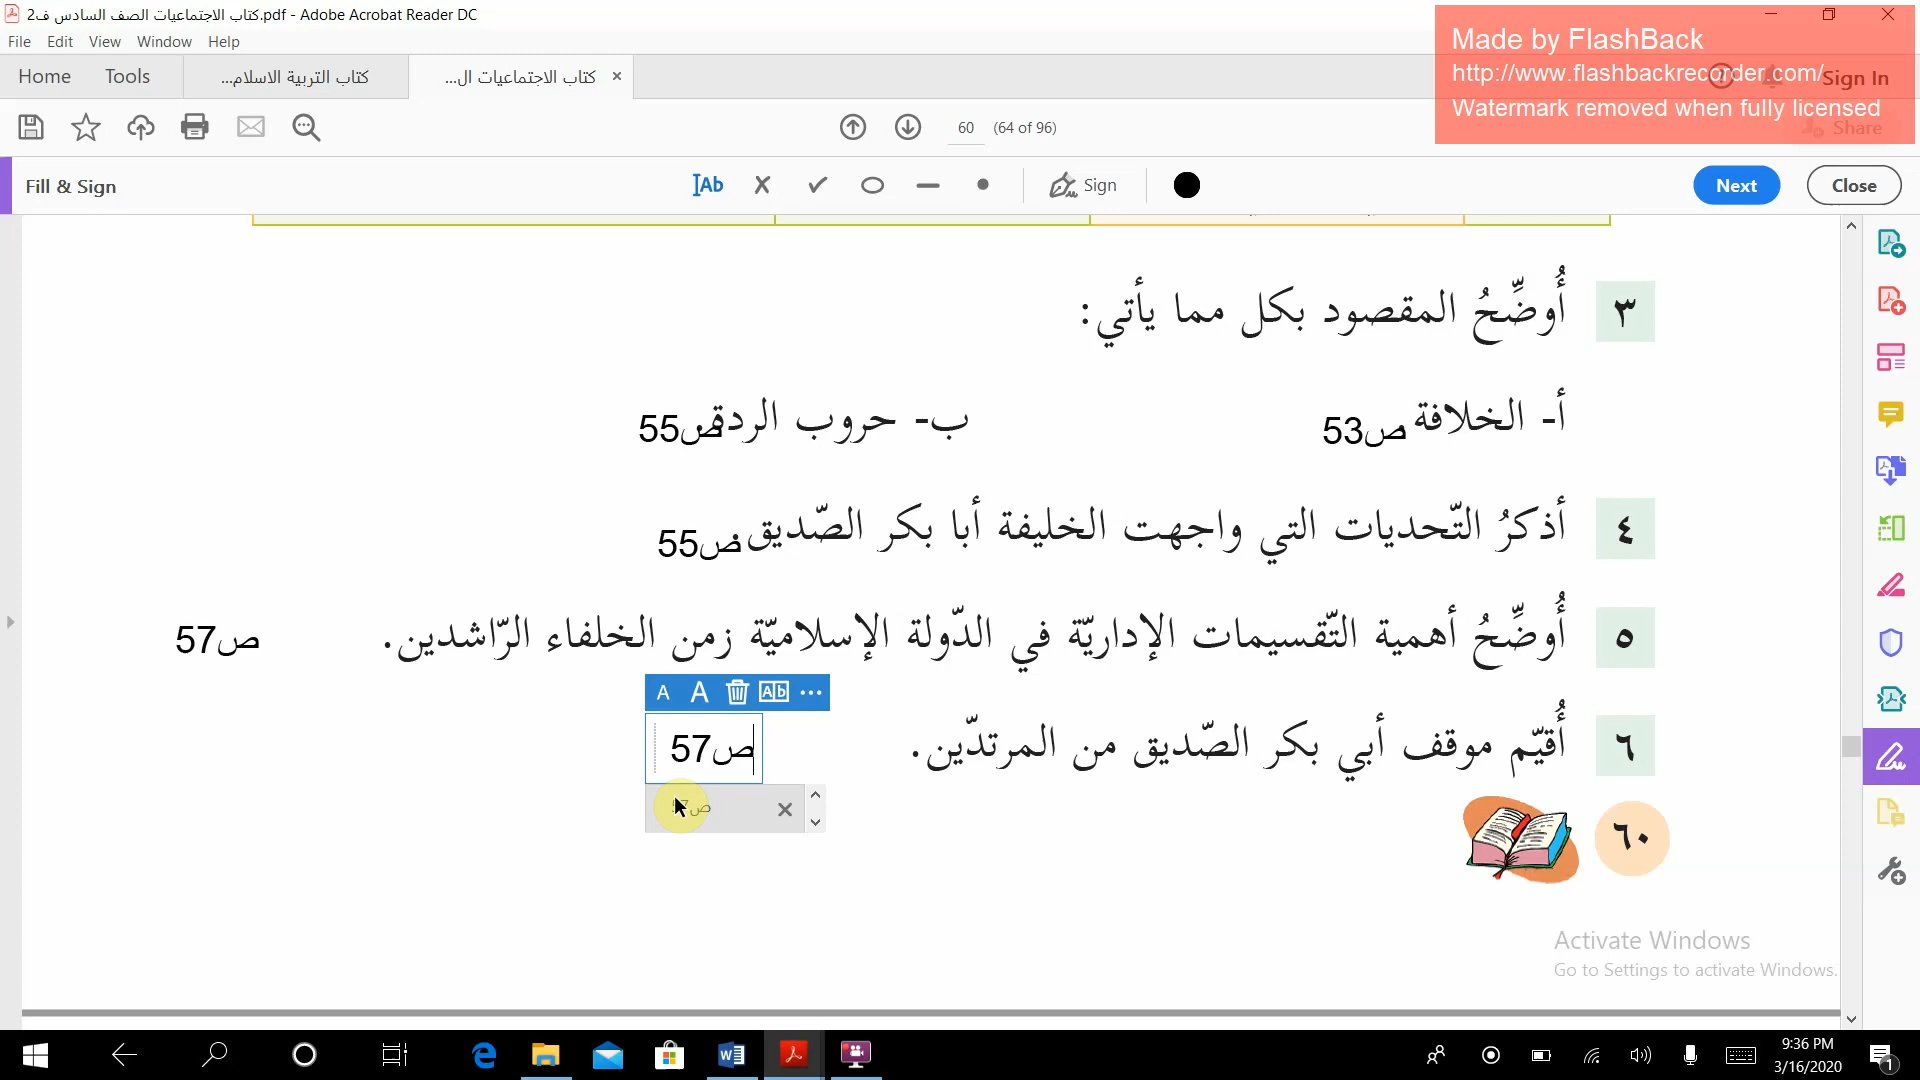 كتاب الاجتماعيات الصف السادس ف2.pdf - Adobe Acrobat Reader DC
File Edit View Window Help
Made by FlashBack
http://www.flashbackrecorder.com/
Watermark removed when fully licensed
Home Tools
كتاب التربية الاسلام...
كتاب الاجتماعيات ال...
Sign In
60 (64 of 96)
Share
Fill & Sign
Ab
Sign
Next
Close
٣ أُوضِّحُ المقصود بكل مما يأتي:
أ- الخلافة ص53 ب- حروب الردة ص55
٤ أذكرُ التّحديات التي واجهت الخليفة أبا بكر الصّديق. ص55
٥ أُوضِّحُ أهمية التّقسيمات الإداريّة في الدّولة الإسلاميّة زمن الخلفاء الرّاشدين. ص57
A A Ab
٦ أُقيّم موقف أبي بكر الصّديق من المرتدّين. ص57
ص57
٦٠
Activate Windows
Go to Settings to activate Windows.
9:36 PM
3/16/2020
1